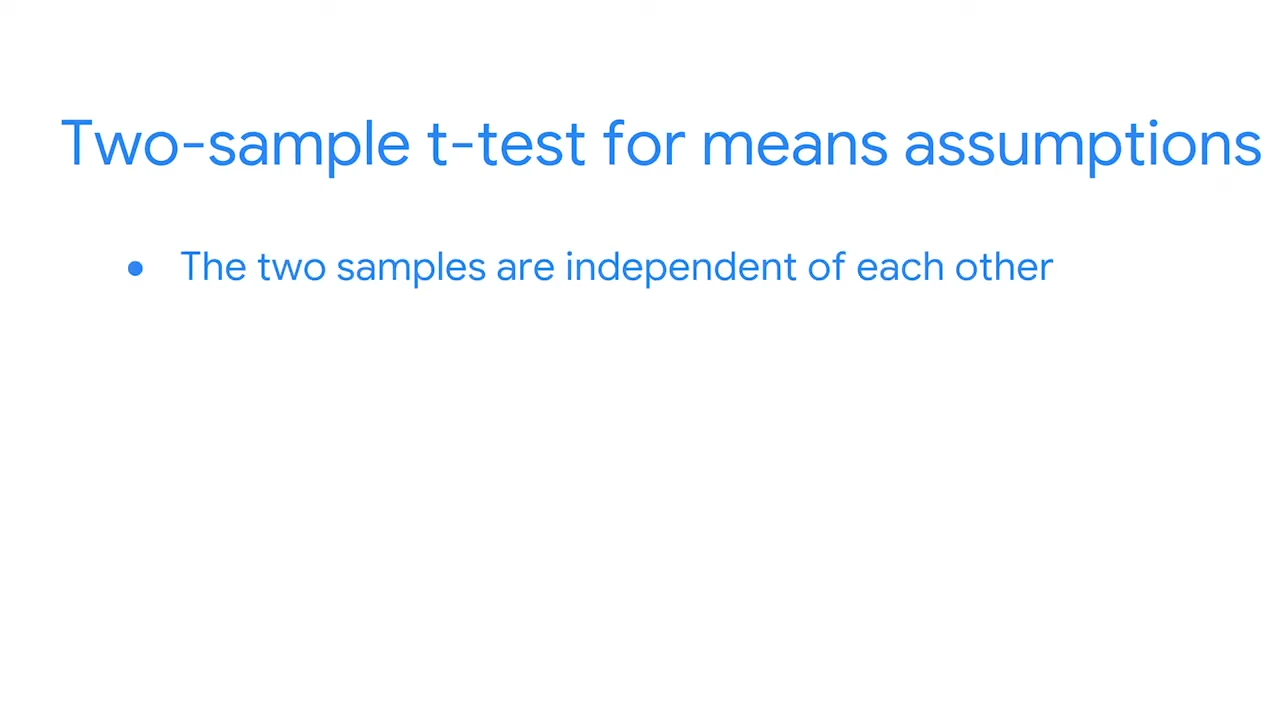 Two-sample t-test for means assumptions
● The two samples are independent of each other